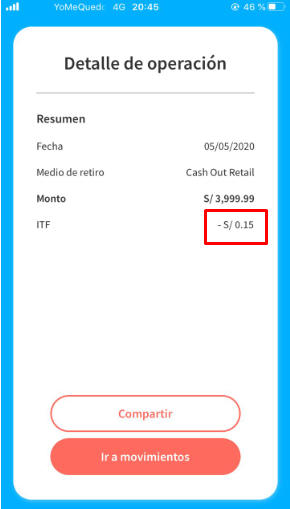 YoMeQuedo 4G 20:45 46 %
Detalle de operación
Resumen
Fecha 05/05/2020
Medio de retiro Cash Out Retail
Monto S/ 3,999.99
ITF - S/ 0.15
Compartir
Ir a movimientos